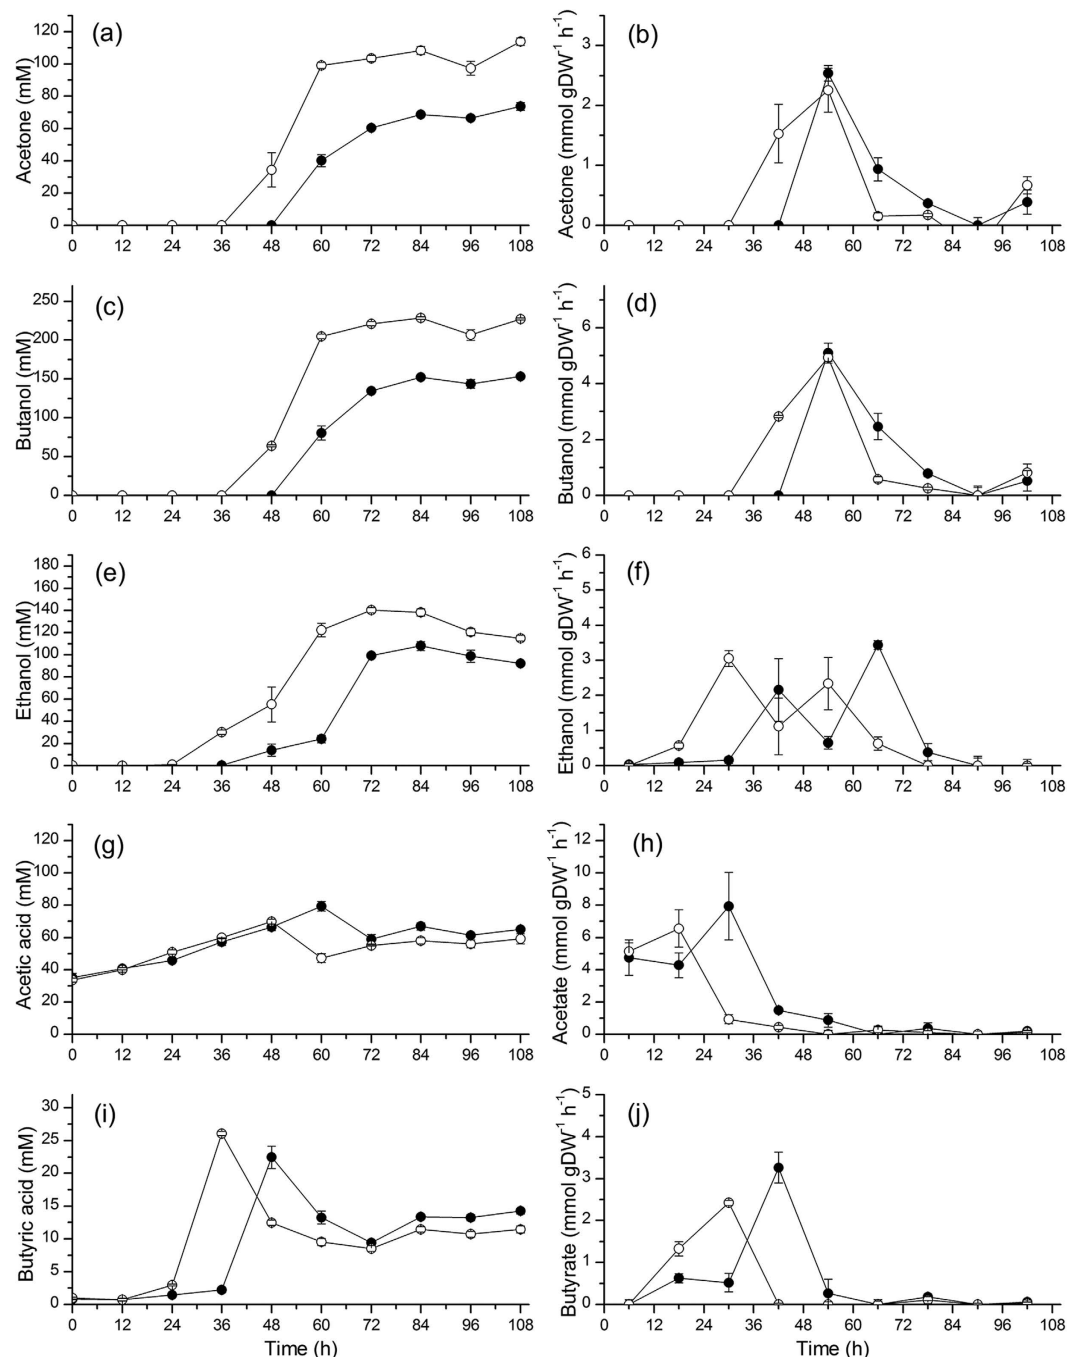 (a)
Acetone (mM)
120
100
80
60
40
20
0
0 12 24 36 48 60 72 84 96 108
(b)
Acetone (mmol gDW⁻¹ h⁻¹)
3
2
1
0
0 12 24 36 48 60 72 84 96 108
(c)
Butanol (mM)
250
200
150
100
50
0
0 12 24 36 48 60 72 84 96 108
(d)
Butanol (mmol gDW⁻¹ h⁻¹)
6
4
2
0
0 12 24 36 48 60 72 84 96 108
(e)
Ethanol (mM)
180
160
140
120
100
80
60
40
20
0
0 12 24 36 48 60 72 84 96 108
(f)
Ethanol (mmol gDW⁻¹ h⁻¹)
6
5
4
3
2
1
0
0 12 24 36 48 60 72 84 96 108
(g)
Acetic acid (mM)
120
100
80
60
40
20
0
0 12 24 36 48 60 72 84 96 108
(h)
Acetate (mmol gDW⁻¹ h⁻¹)
12
10
8
6
4
2
0
0 12 24 36 48 60 72 84 96 108
(i)
Butyric acid (mM)
30
25
20
15
10
5
0
0 12 24 36 48 60 72 84 96 108
Time (h)
(j)
Butyrate (mmol gDW⁻¹ h⁻¹)
5
4
3
2
1
0
0 12 24 36 48 60 72 84 96 108
Time (h)